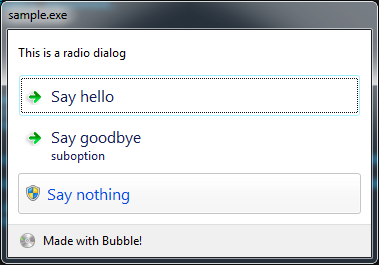 sample.exe
This is a radio dialog
Say hello
Say goodbye
suboption
Say nothing
Made with Bubble!